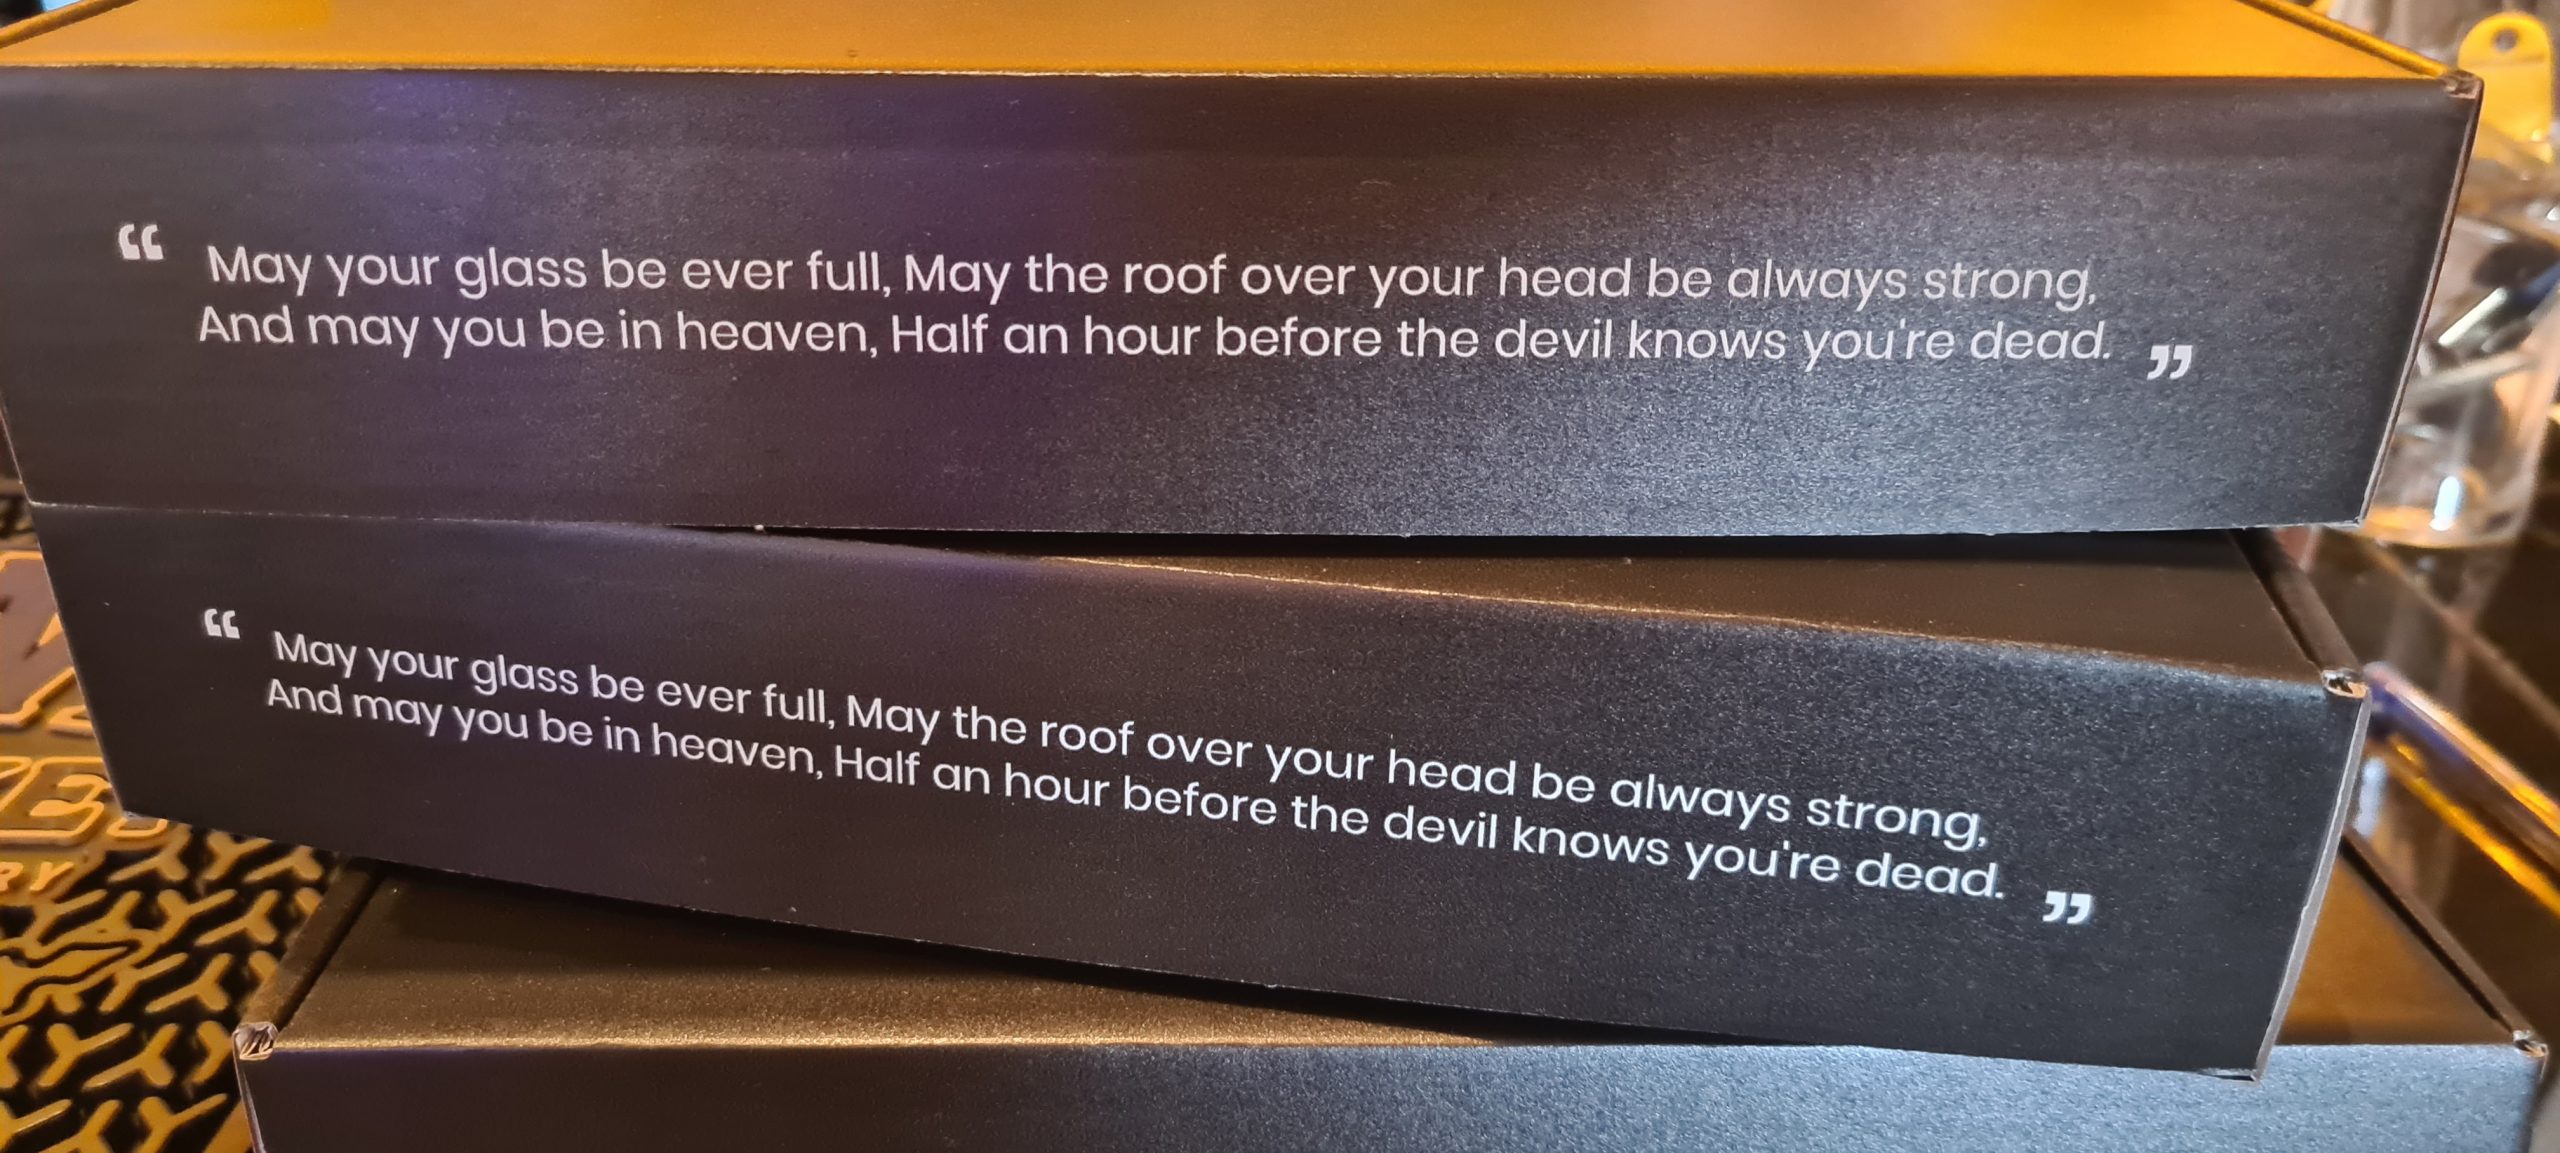 “ May your glass be ever full, May the roof over your head be always strong,
And may you be in heaven, Half an hour before the devil knows you're dead. ”
“ May your glass be ever full, May the roof over your head be always strong,
And may you be in heaven, Half an hour before the devil knows you're dead. ”